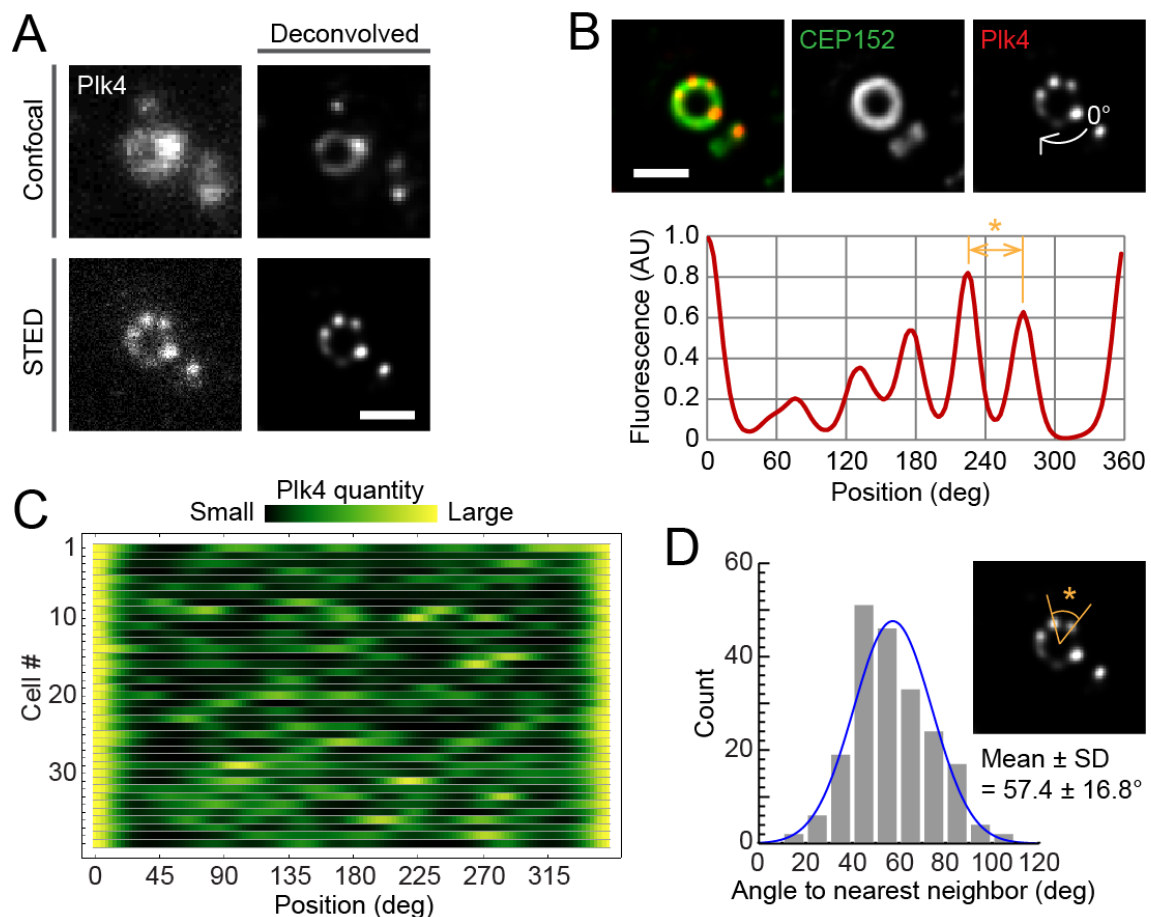 A
Deconvolved
Plk4
Confocal
STED
B
CEP152
Plk4
0°
*
Fluorescence (AU)
1.0
0.8
0.6
0.4
0.2
0
0 60 120 180 240 300 360
Position (deg)
C
Plk4 quantity
Small Large
Cell #
1
10
20
30
0 45 90 135 180 225 270 315
Position (deg)
D
Count
60
40
20
0
0 20 40 60 80 100 120
Angle to nearest neighbor (deg)
*
Mean ± SD
= 57.4 ± 16.8°